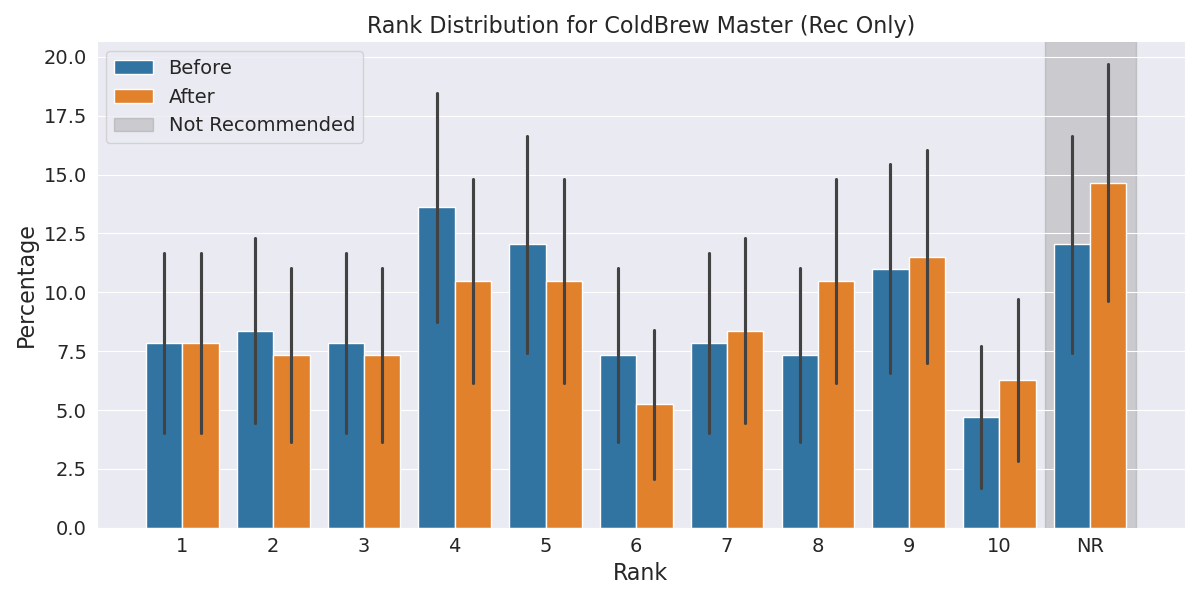 Rank Distribution for ColdBrew Master (Rec Only)
Before
After
Not Recommended
Percentage
20.0
17.5
15.0
12.5
10.0
7.5
5.0
2.5
0.0
1 2 3 4 5 6 7 8 9 10 NR
Rank